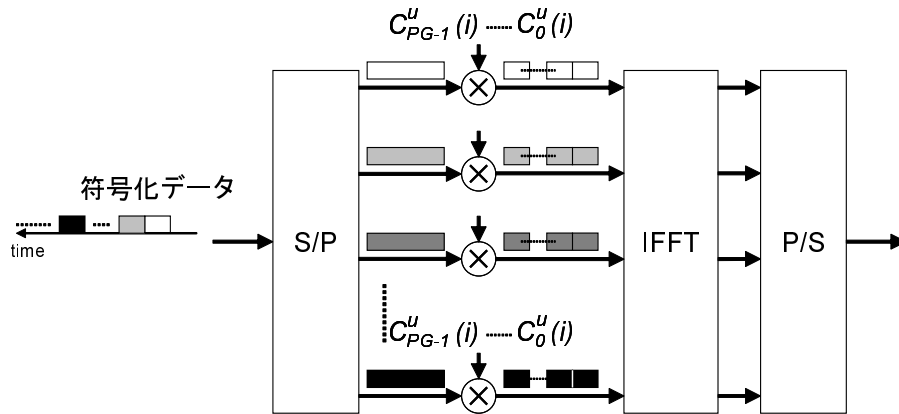 C^u_{PG-1}(i) ······· C^u_0(i)
符号化データ
time
S/P
IFFT
P/S
C^u_{PG-1}(i) ······· C^u_0(i)